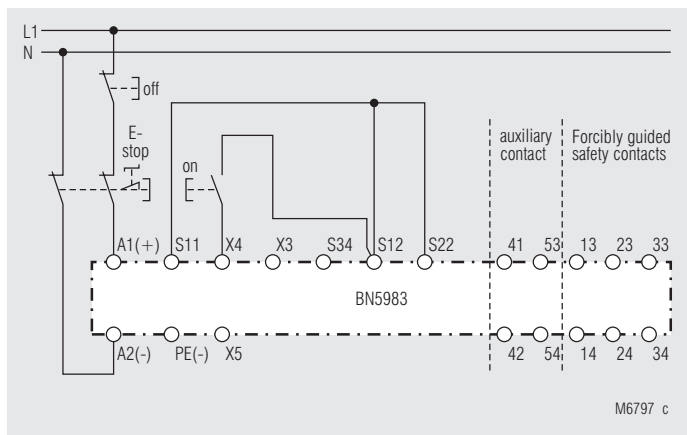 L1
N
off
E-
stop
on
auxiliary
contact
Forcibly guided
safety contacts
A1(+) S11 X4 X3 S34 S12 S22 41 53 13 23 33
BN5983
A2(-) PE(-) X5 42 54 14 24 34
M6797 c